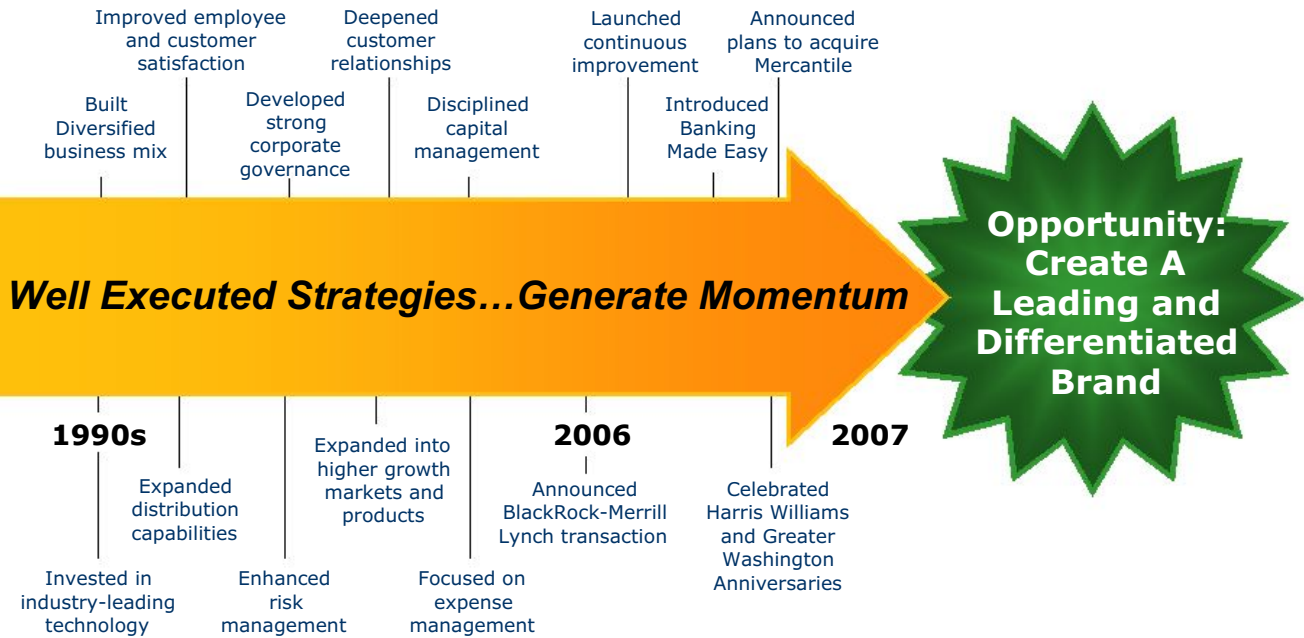 Improved employee
and customer
satisfaction
Deepened
customer
relationships
Launched
continuous
improvement
Announced
plans to acquire
Mercantile
Built
Diversified
business mix
Developed
strong
corporate
governance
Disciplined
capital
management
Introduced
Banking
Made Easy
Well Executed Strategies...Generate Momentum
Opportunity:
Create A
Leading and
Differentiated
Brand
1990s
2006
2007
Expanded into
higher growth
markets and
products
Expanded
distribution
capabilities
Announced
BlackRock-Merrill
Lynch transaction
Celebrated
Harris Williams
and Greater
Washington
Anniversaries
Invested in
industry-leading
technology
Enhanced
risk
management
Focused on
expense
management